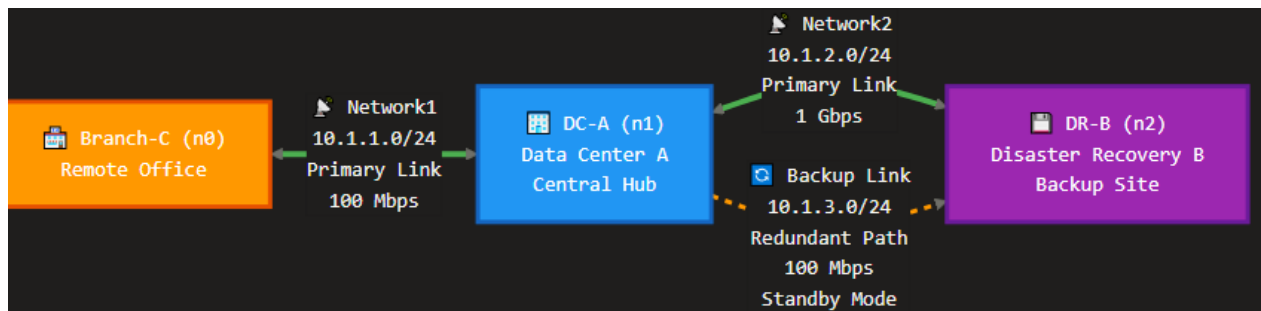 Branch-C (n0)
Remote Office
Network1
10.1.1.0/24
Primary Link
100 Mbps
DC-A (n1)
Data Center A
Central Hub
Network2
10.1.2.0/24
Primary Link
1 Gbps
Backup Link
10.1.3.0/24
Redundant Path
100 Mbps
Standby Mode
DR-B (n2)
Disaster Recovery B
Backup Site